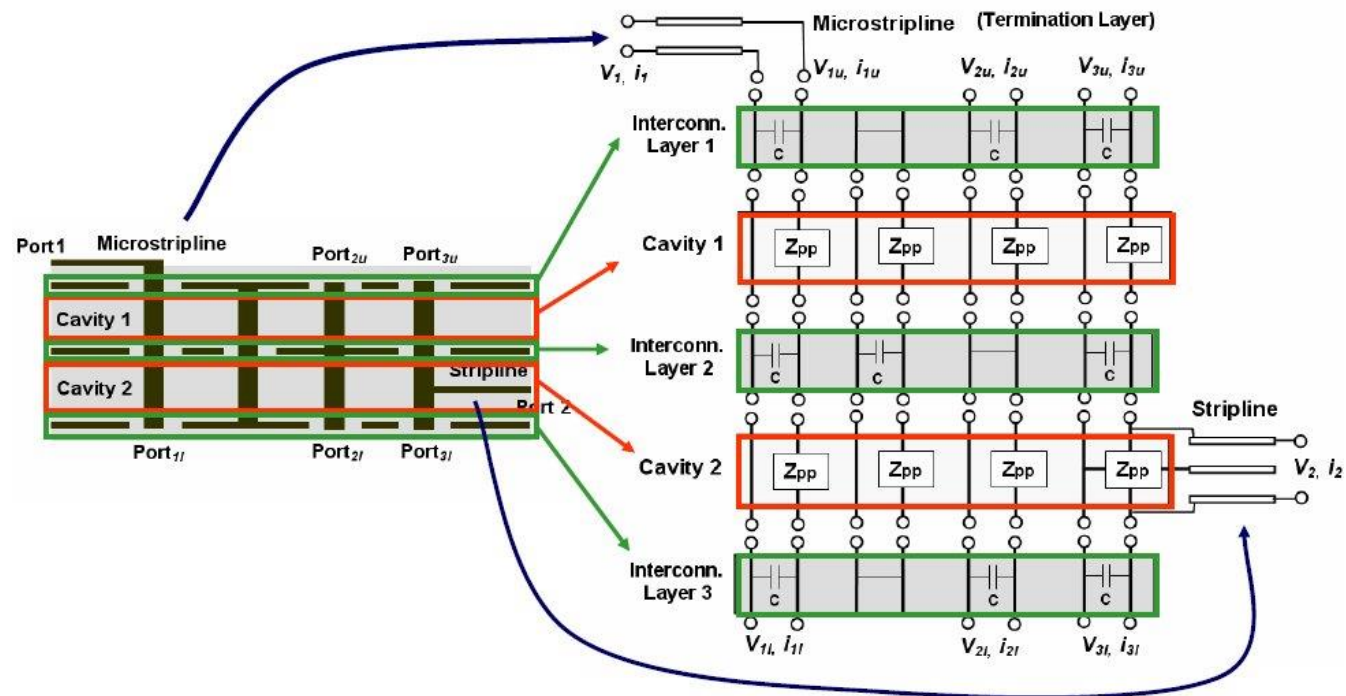 Microstripline (Termination Layer)
V1, i1
V1u, i1u V2u, i2u V3u, i3u
Interconn.
Layer 1
C C C
Port1 Microstripline
Port2u Port3u
Cavity 1
Cavity 2
Stripline
Port 2
Port1l Port2l Port3l
Cavity 1
Zpp Zpp Zpp Zpp
Interconn.
Layer 2
C C C
Cavity 2
Zpp Zpp Zpp Zpp
Stripline
V2, i2
Interconn.
Layer 3
C C C
V1l, i1l V2l, i2l V3l, i3l